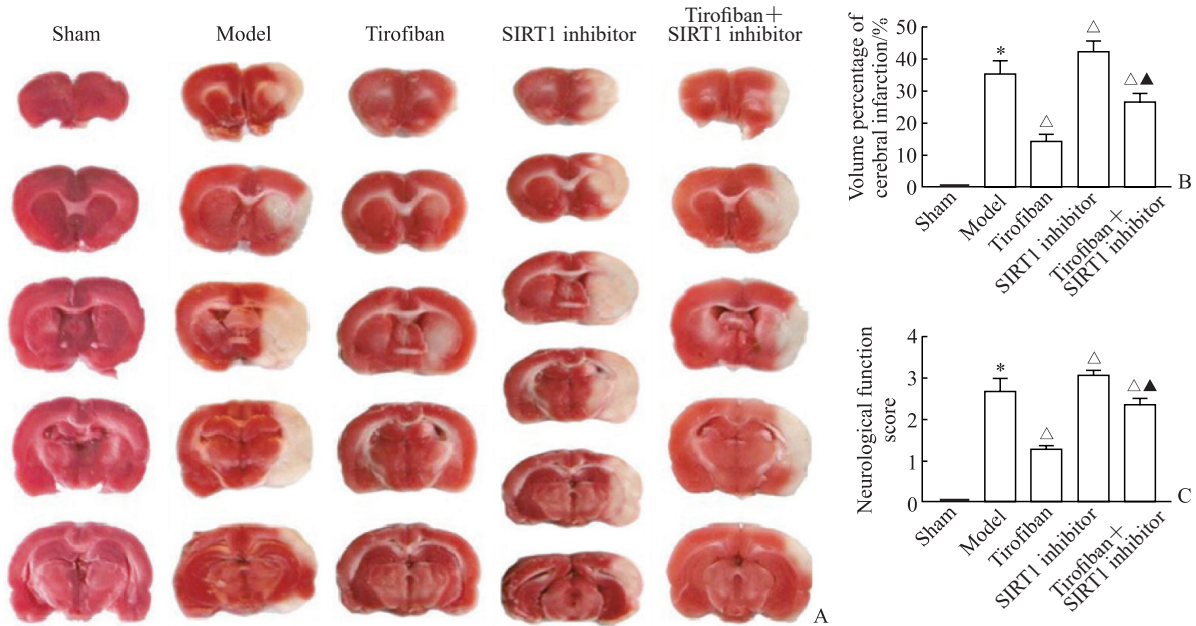 Sham
Model
Tirofiban
SIRT1 inhibitor
Tirofiban+
SIRT1 inhibitor
A
Volume percentage of
cerebral infarction/%
50
40
30
20
10
0
*
△
△
△▲
Sham
Model
Tirofiban
SIRT1 inhibitor
Tirofiban+
SIRT1 inhibitor
B
Neurological function
score
4
3
2
1
0
*
△
△
△▲
Sham
Model
Tirofiban
SIRT1 inhibitor
Tirofiban+
SIRT1 inhibitor
C